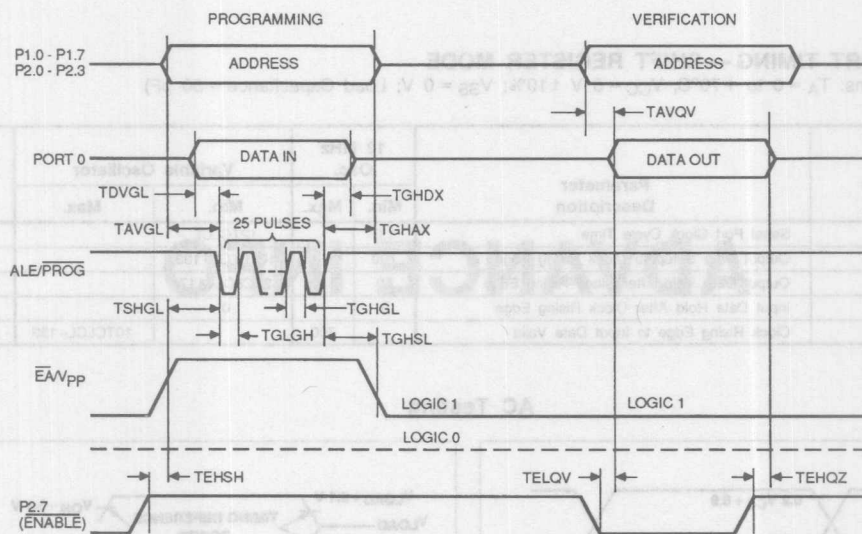 PROGRAMMING
VERIFICATION
P1.0 - P1.7
P2.0 - P2.3
ADDRESS
ADDRESS
TAVQV
PORT 0
DATA IN
DATA OUT
TDVGL
TGHDX
25 PULSES
TAVGL
TGHAX
ALE/PROG
TSHGL
TGHGL
TGLGH
TGHSL
EA/VPP
LOGIC 1
LOGIC 1
LOGIC 0
TEHSH
TELQV
TEHQZ
P2.7
(ENABLE)